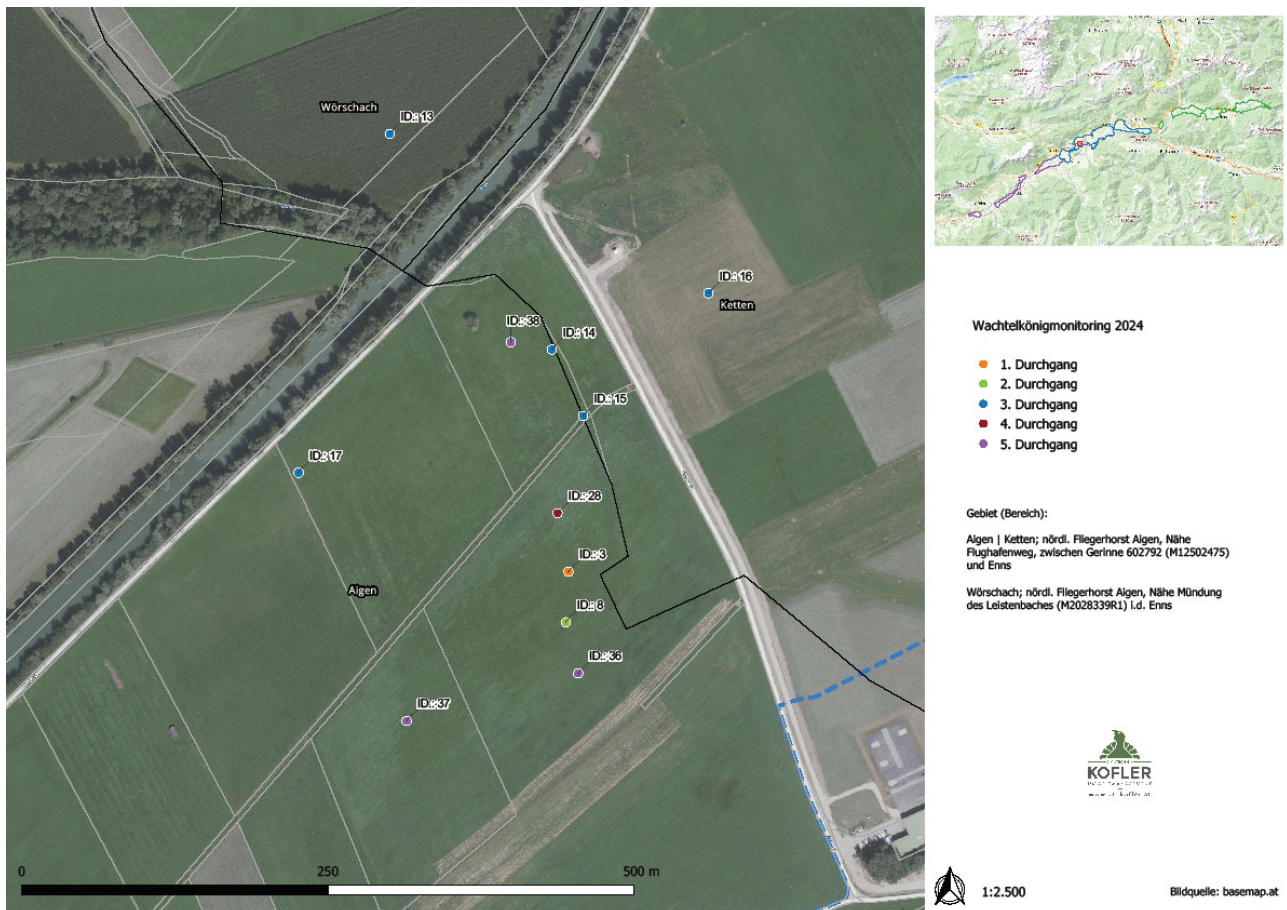 Wörschach
ID.: 13
ID.: 16
Ketten
ID.: 38
ID.: 14
ID.: 15
ID.: 17
ID.: 28
ID.: 3
Aigen
ID.: 8
ID.: 36
ID.: 37
0
250
500 m
Wachtelkönigmonitoring 2024
1. Durchgang
2. Durchgang
3. Durchgang
4. Durchgang
5. Durchgang
Gebiet (Bereich):
Aigen | Ketten; nördl. Fliegerhorst Aigen, Nähe
Flughafenweg, zwischen Gerinne 602792 (M12502475)
und Enns
Wörschach; nördl. Fliegerhorst Aigen, Nähe Mündung
des Leistenbaches (M2028339R1) i.d. Enns
KOFLER
1:2.500
Bildquelle: basemap.at